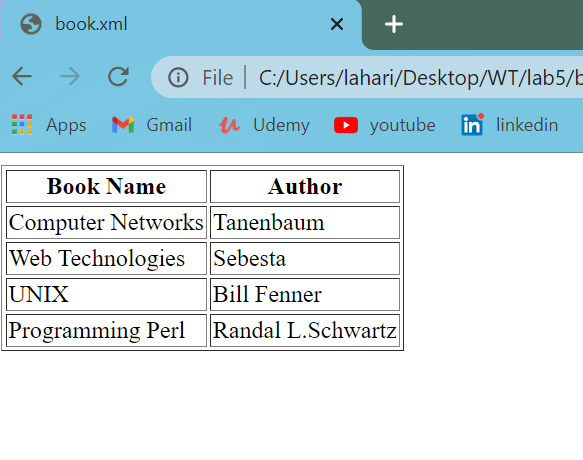 book.xml
File C:/Users/lahari/Desktop/WT/lab5/b
Apps Gmail Udemy youtube linkedin
Book Name Author
Computer Networks Tanenbaum
Web Technologies Sebesta
UNIX Bill Fenner
Programming Perl Randal L.Schwartz